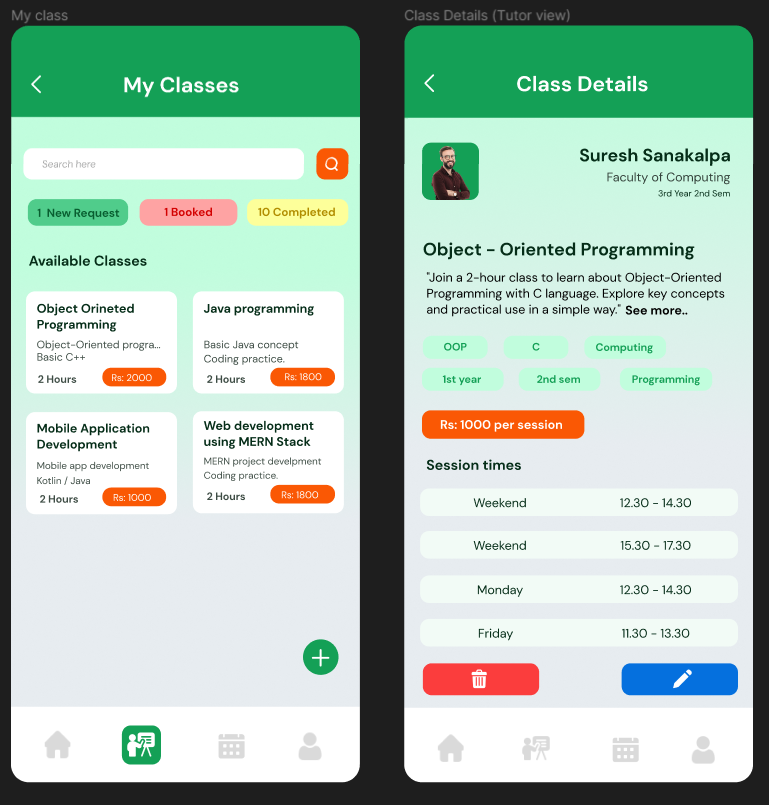 My class
My Classes
Search here
1 New Request
1 Booked
10 Completed
Available Classes
Object Orineted
Programming
Object-Oriented progra...
Basic C++
2 Hours
Rs: 2000
Java programming
Basic Java concept
Coding practice.
2 Hours
Rs: 1800
Mobile Application
Development
Mobile app development
Kotlin / Java
2 Hours
Rs: 1000
Web development
using MERN Stack
MERN project develpment
Coding practice.
2 Hours
Rs: 1800
Class Details (Tutor view)
Class Details
Suresh Sanakalpa
Faculty of Computing
3rd Year 2nd Sem
Object - Oriented Programming
"Join a 2-hour class to learn about Object-Oriented
Programming with C language. Explore key concepts
and practical use in a simple way." See more..
OOP
C
Computing
1st year
2nd sem
Programming
Rs: 1000 per session
Session times
Weekend 12.30 - 14.30
Weekend 15.30 - 17.30
Monday 12.30 - 14.30
Friday 11.30 - 13.30